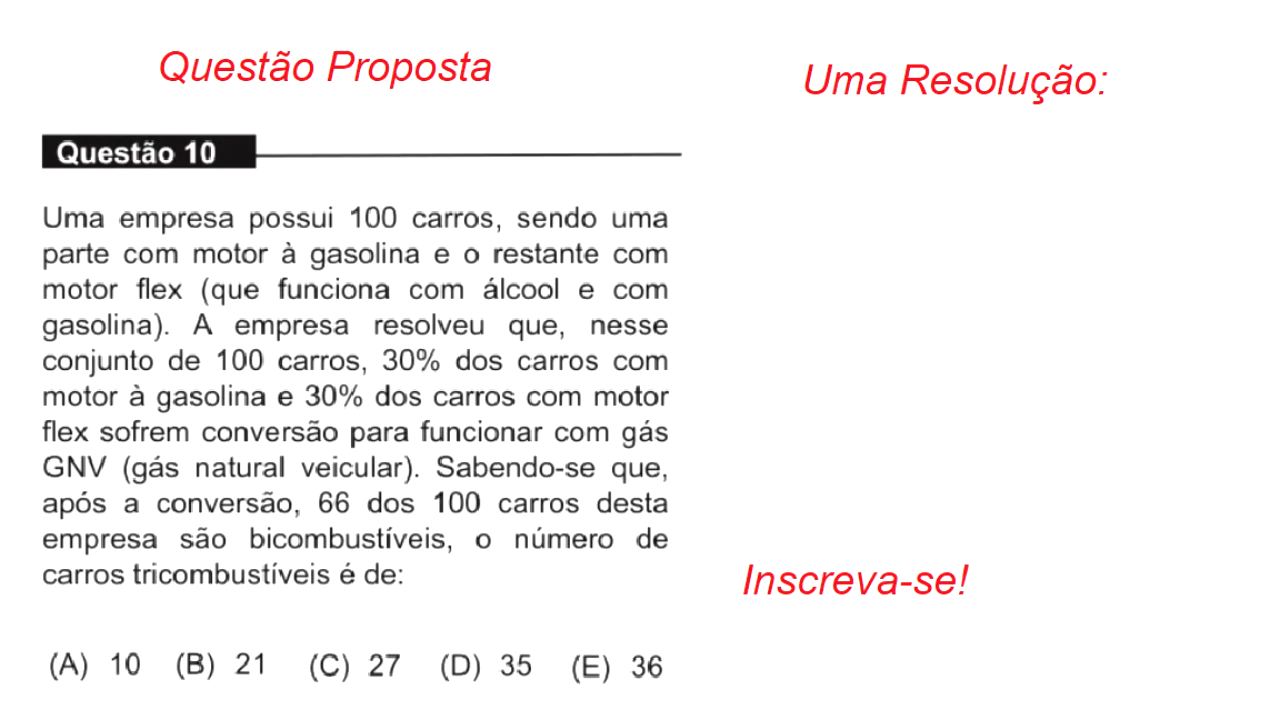 Questão Proposta
Uma Resolução:
Questão 10
Uma empresa possui 100 carros, sendo uma
parte com motor à gasolina e o restante com
motor flex (que funciona com álcool e com
gasolina). A empresa resolveu que, nesse
conjunto de 100 carros, 30% dos carros com
motor à gasolina e 30% dos carros com motor
flex sofrem conversão para funcionar com gás
GNV (gás natural veicular). Sabendo-se que,
após a conversão, 66 dos 100 carros desta
empresa são bicombustíveis, o número de
carros tricombustíveis é de:
(A) 10 (B) 21 (C) 27 (D) 35 (E) 36
Inscreva-se!